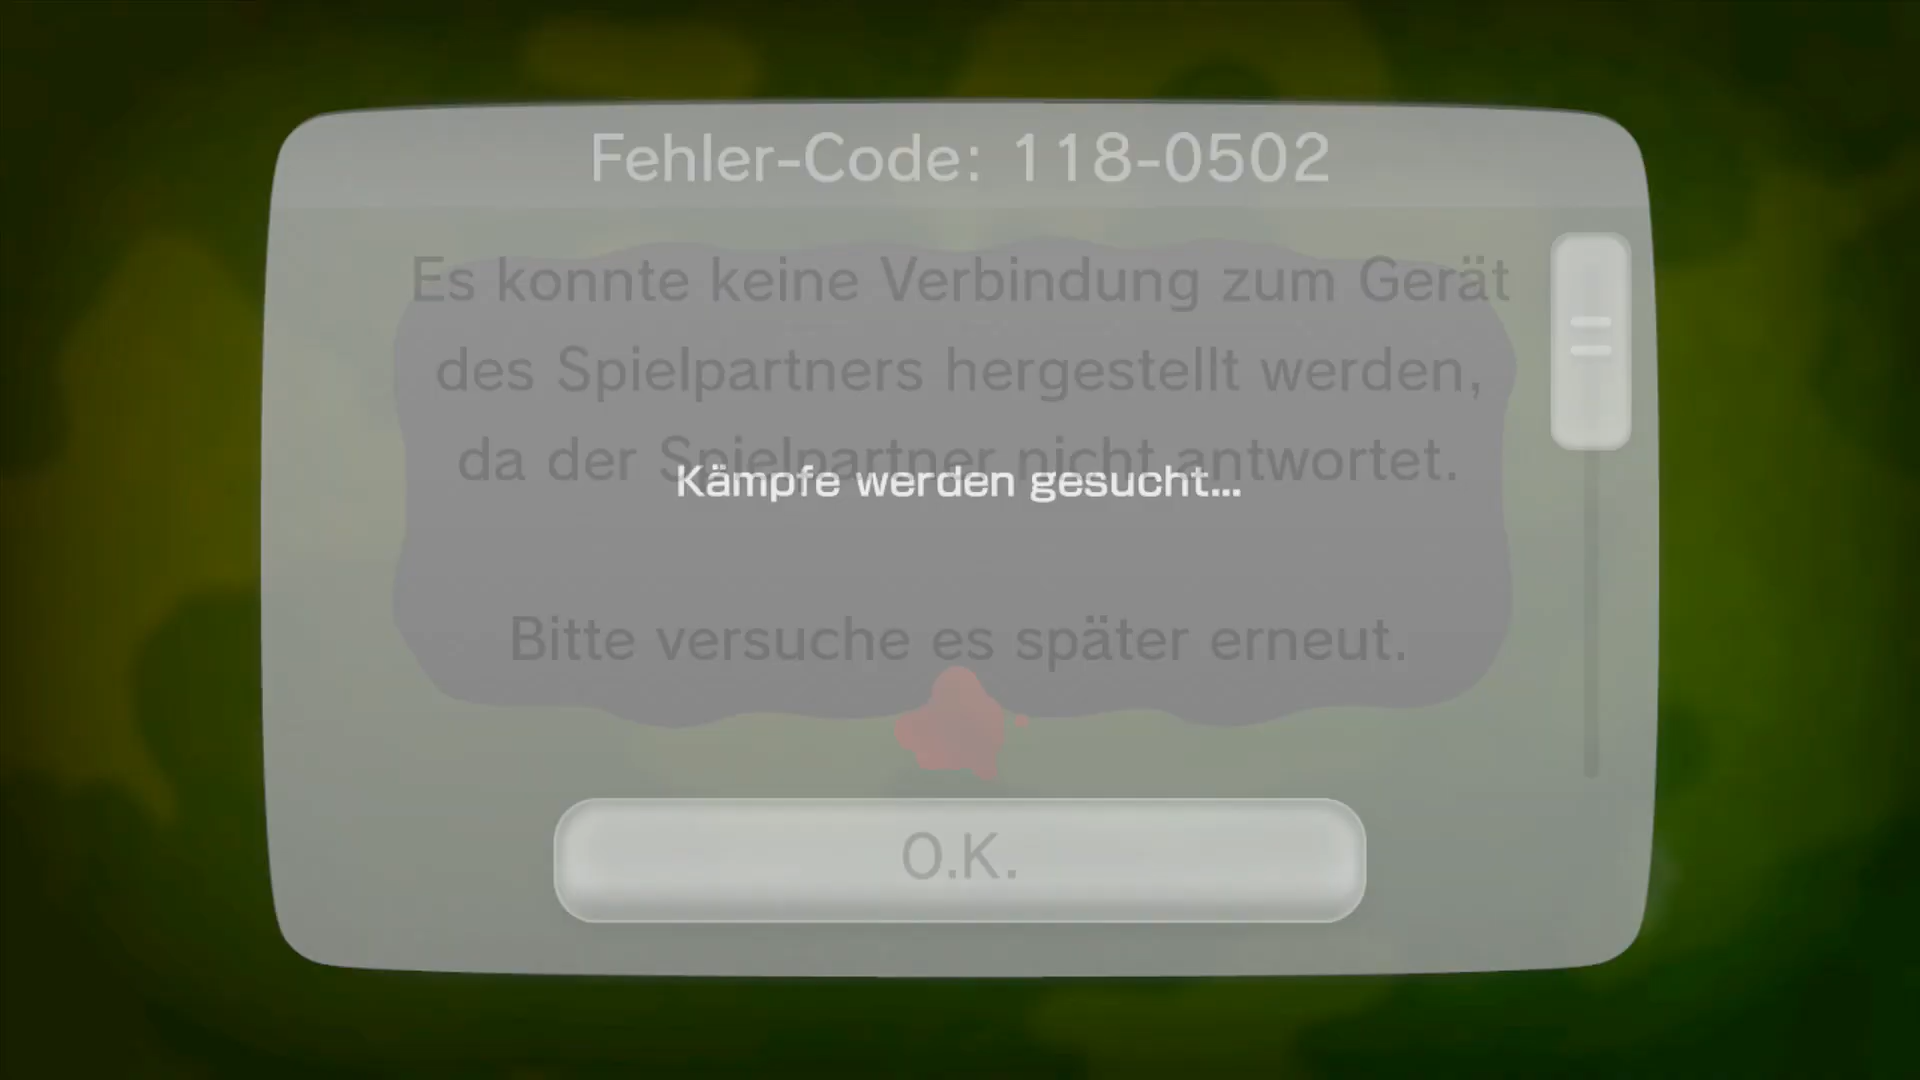 Fehler-Code: 118-0502
Es konnte keine Verbindung zum Gerät
des Spielpartners hergestellt werden,
da der Spielpartner nicht antwortet.
Kämpfe werden gesucht...
Bitte versuche es später erneut.
O.K.